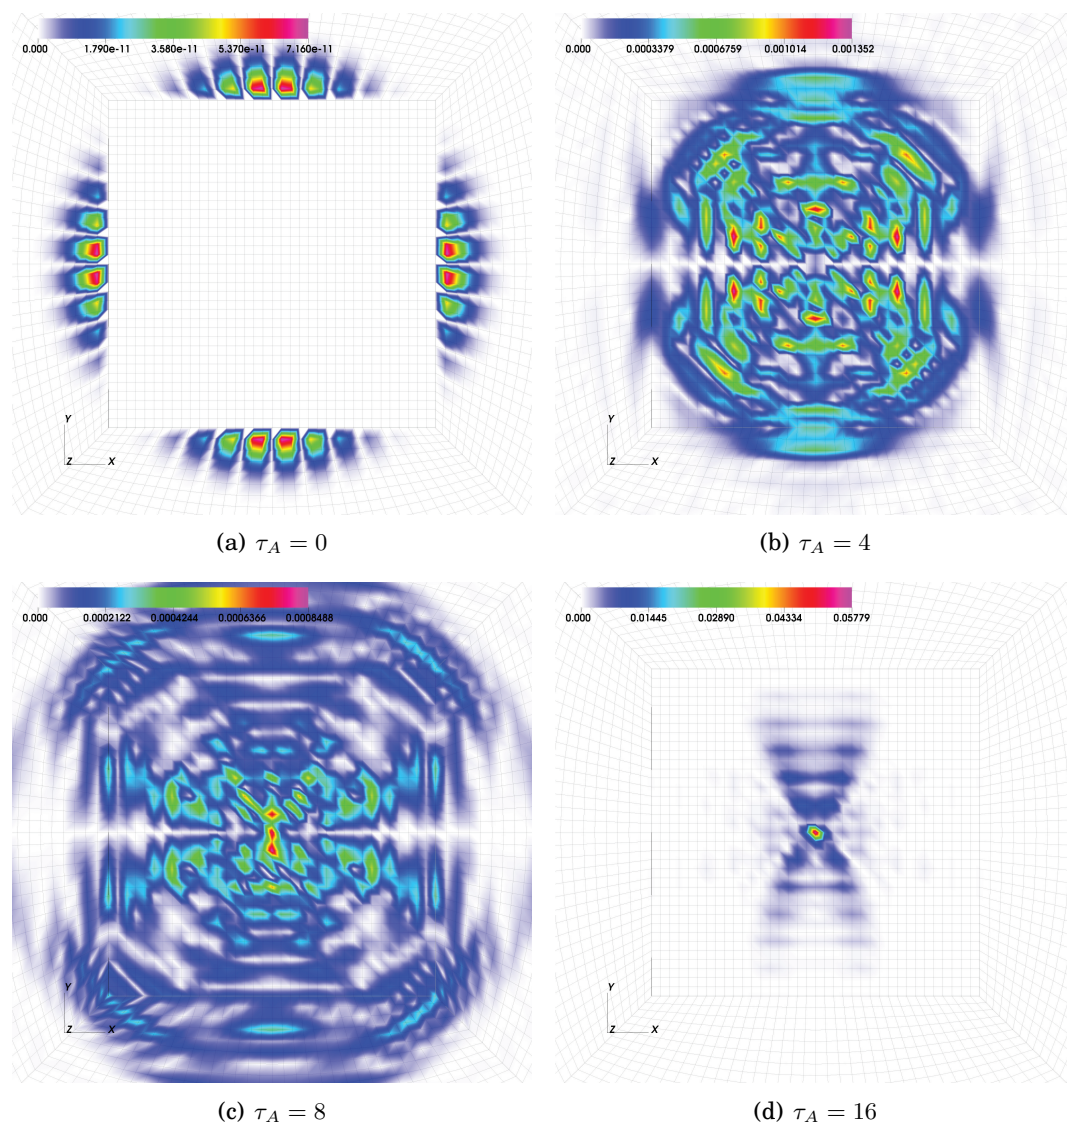 0.000 1.790e-11 3.580e-11 5.370e-11 7.160e-11
0.000 0.0003379 0.0006759 0.001014 0.001352
Y
Z X
Y
Z X
(a) τ_A = 0
(b) τ_A = 4
0.000 0.0002122 0.0004244 0.0006366 0.0008488
0.000 0.01445 0.02890 0.04334 0.05779
Y
Z X
Y
Z X
(c) τ_A = 8
(d) τ_A = 16